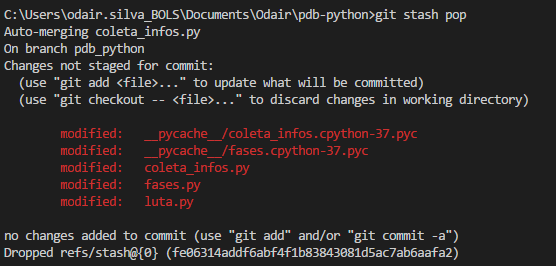 C:\Users\odair.silva_BOLS\Documents\Odair\pdb-python>git stash pop
Auto-merging coleta_infos.py
On branch pdb_python
Changes not staged for commit:
  (use "git add <file>..." to update what will be committed)
  (use "git checkout -- <file>..." to discard changes in working directory)

        modified:   __pycache__/coleta_infos.cpython-37.pyc
        modified:   __pycache__/fases.cpython-37.pyc
        modified:   coleta_infos.py
        modified:   fases.py
        modified:   luta.py

no changes added to commit (use "git add" and/or "git commit -a")
Dropped refs/stash@{0} (fe06314addf6abf4f1b83843081d5ac7ab6aafa2)